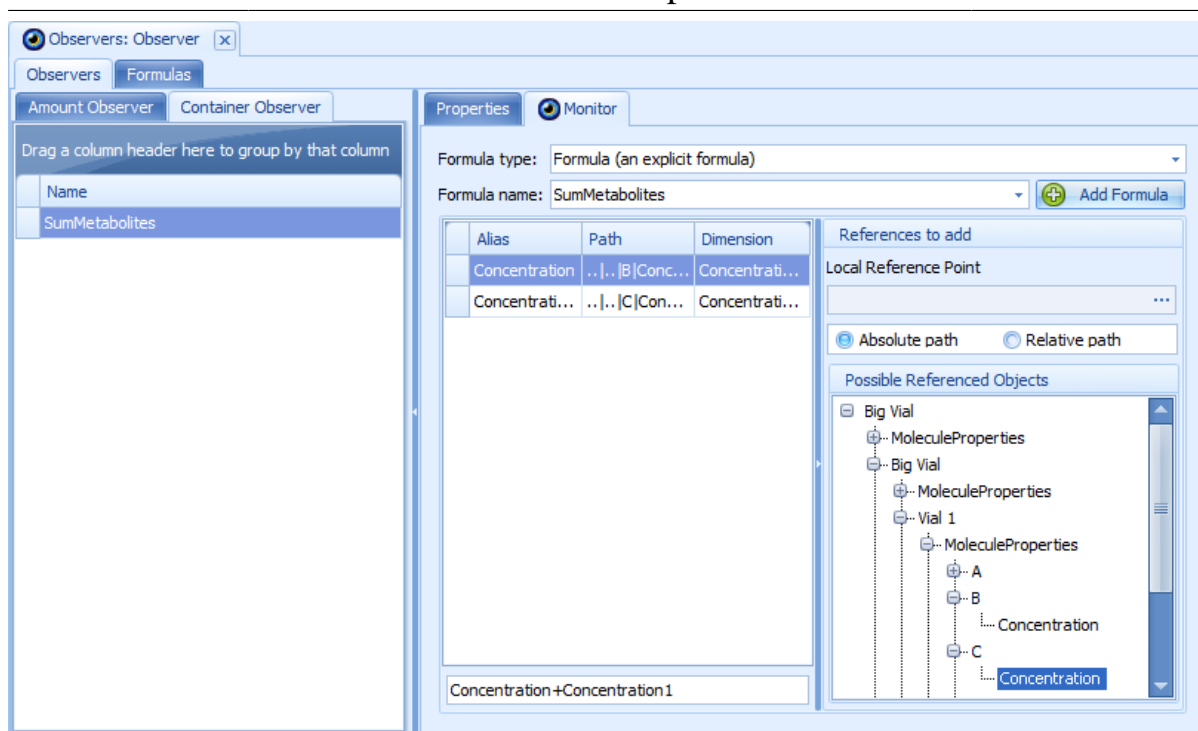 Observers: Observer
Observers Formulas
Amount Observer Container Observer
Drag a column header here to group by that column
Name
SumMetabolites
Properties Monitor
Formula type: Formula (an explicit formula)
Formula name: SumMetabolites Add Formula
Alias Path Dimension
Concentration ..|..|B|Conc... Concentrati...
Concentrati... ..|..|C|Con... Concentrati...
Concentration+Concentration1
References to add
Local Reference Point
...
Absolute path Relative path
Possible Referenced Objects
Big Vial
MoleculeProperties
Big Vial
MoleculeProperties
Vial 1
MoleculeProperties
A
B
Concentration
C
Concentration